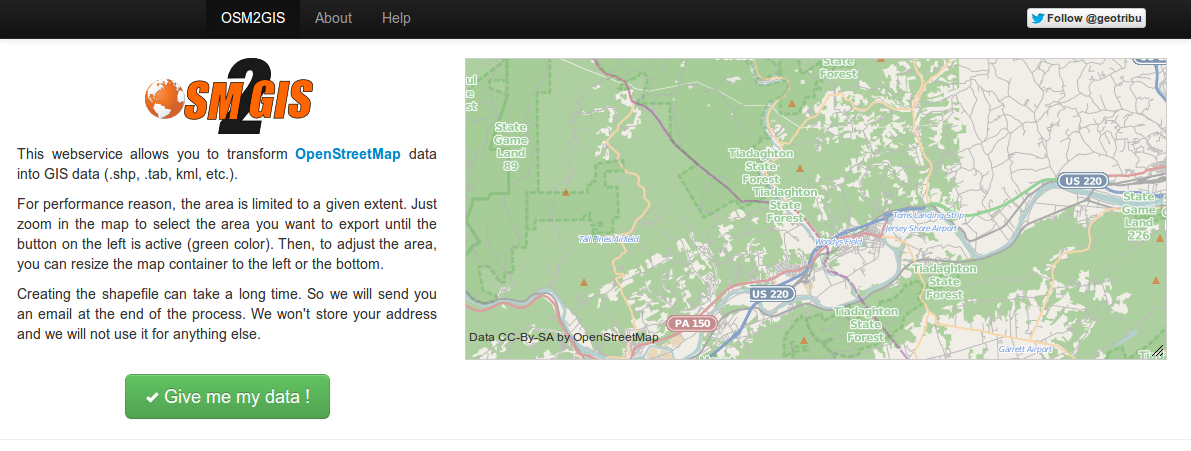 OSM2GIS About Help
Follow @geotribu
SM2GIS
This webservice allows you to transform OpenStreetMap data
into GIS data (.shp, .tab, kml, etc.).
For performance reason, the area is limited to a given extent. Just
zoom in the map to select the area you want to export until the
button on the left is active (green color). Then, to adjust the area,
you can resize the map container to the left or the bottom.
Creating the shapefile can take a long time. So we will send you
an email at the end of the process. We won't store your address
and we will not use it for anything else.
Give me my data !
State
Forest
State
Game
Land
89
Tiadaghton
State
Forest
Tiadaghton
State
Forest
US 220
State
Game
Land
226
Toms Landing Strip
Jersey Shore Airport
Tall Pines Airfield
Woodys Field
Tiadaghton
State
Forest
US 220
Tiadaghton
State
Forest
PA 150
Data CC-By-SA by OpenStreetMap
Garrett Airport